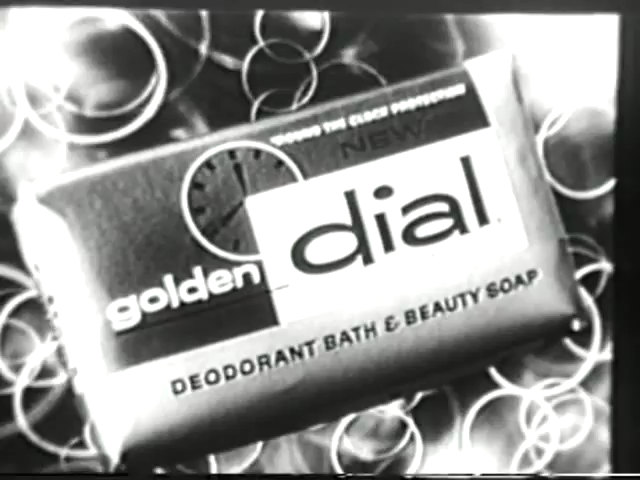 'ROUND THE CLOCK PROTECTION
NEW
golden dial
DEODORANT BATH & BEAUTY SOAP